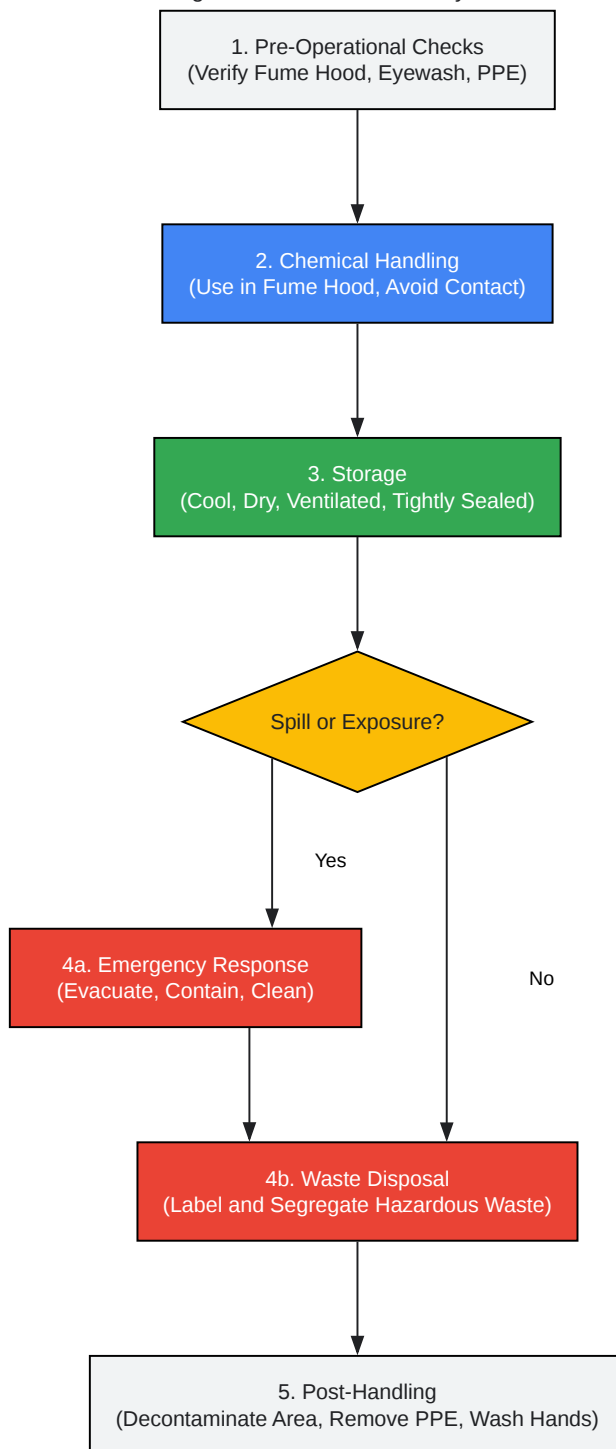 1. Pre-Operational Checks
(Verify Fume Hood, Eyewash, PPE)
2. Chemical Handling
(Use in Fume Hood, Avoid Contact)
3. Storage
(Cool, Dry, Ventilated, Tightly Sealed)
Spill or Exposure?
Yes
4a. Emergency Response
(Evacuate, Contain, Clean)
No
4b. Waste Disposal
(Label and Segregate Hazardous Waste)
5. Post-Handling
(Decontaminate Area, Remove PPE, Wash Hands)